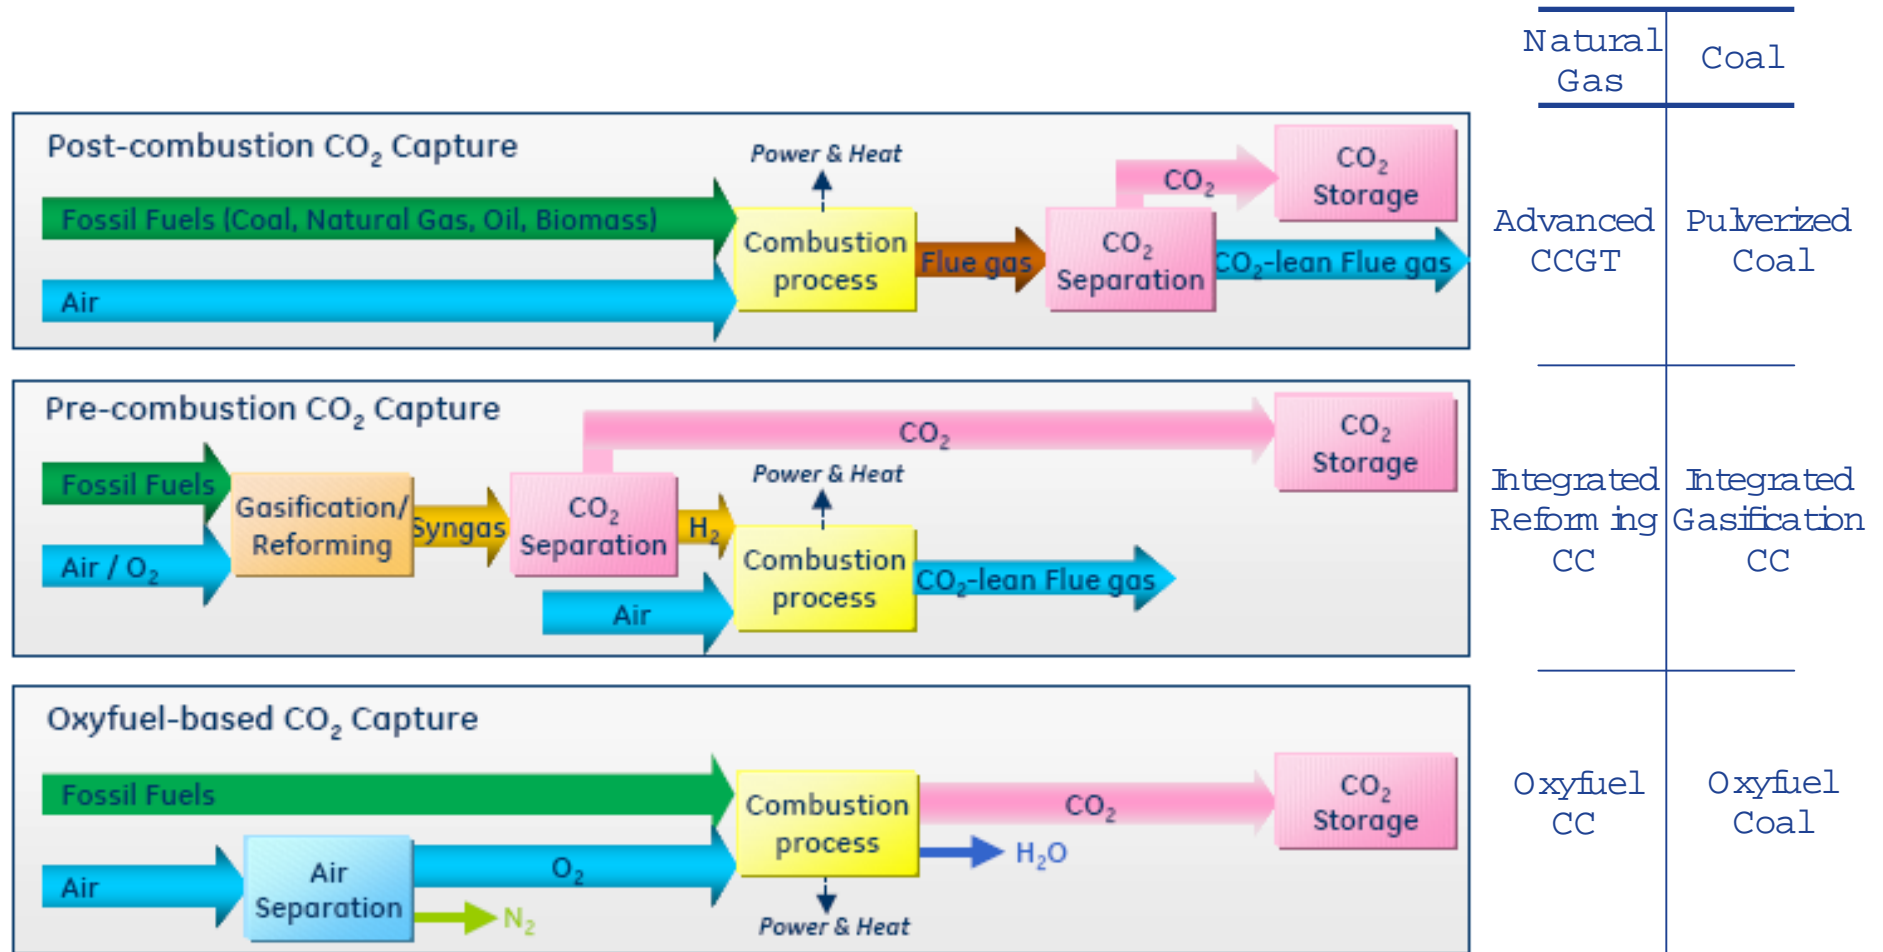 Natural
Gas
Coal
Post-combustion CO₂ Capture
Power & Heat
CO₂
Storage
CO₂
Fossil Fuels (Coal, Natural Gas, Oil, Biomass)
Combustion
process
Flue gas
CO₂
Separation
CO₂-lean Flue gas
Air
Advanced
CCGT
Pulverized
Coal
Pre-combustion CO₂ Capture
CO₂
CO₂
Storage
Power & Heat
Fossil Fuels
Gasification/
Reforming
Syngas
CO₂
Separation
H₂
Combustion
process
CO₂-lean Flue gas
Air / O₂
Air
Integrated
Reforming
CC
Integrated
Gasification
CC
Oxyfuel-based CO₂ Capture
Fossil Fuels
Combustion
process
CO₂
CO₂
Storage
Air
Air
Separation
O₂
H₂O
N₂
Power & Heat
Oxyfuel
CC
Oxyfuel
Coal